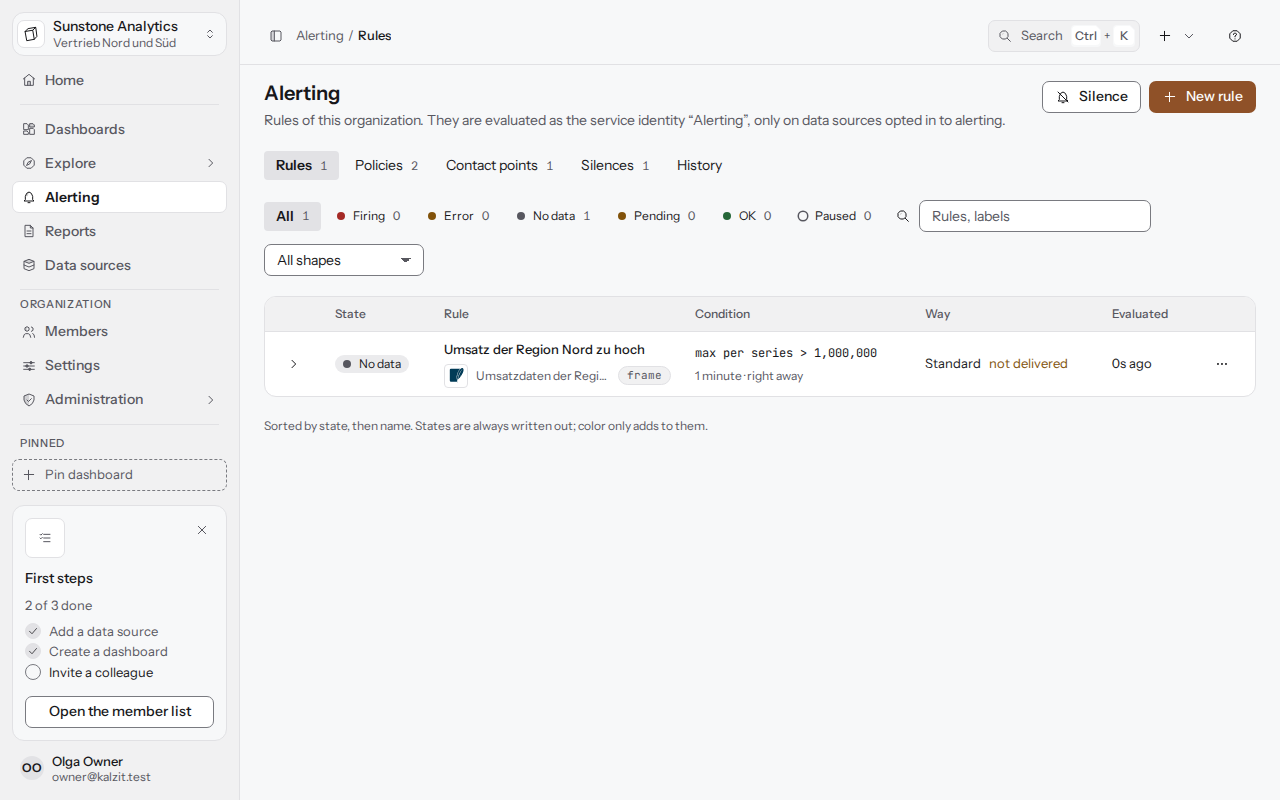 Sunstone Analytics
Vertrieb Nord und Süd
Home
Dashboards
Explore
Alerting
Reports
Data sources
ORGANIZATION
Members
Settings
Administration
PINNED
Pin dashboard
First steps
2 of 3 done
Add a data source
Create a dashboard
Invite a colleague
Open the member list
OO
Olga Owner
owner@kalzit.test
Alerting / Rules
Search Ctrl + K
Alerting
Rules of this organization. They are evaluated as the service identity “Alerting”, only on data sources opted in to alerting.
Silence
New rule
Rules 1 Policies 2 Contact points 1 Silences 1 History
All 1 Firing 0 Error 0 No data 1 Pending 0 OK 0 Paused 0 Rules, labels
All shapes
State Rule Condition Way Evaluated
No data
Umsatz der Region Nord zu hoch
Umsatzdaten der Regi... frame
max per series > 1,000,000
1 minute · right away
Standard not delivered
0s ago
Sorted by state, then name. States are always written out; color only adds to them.